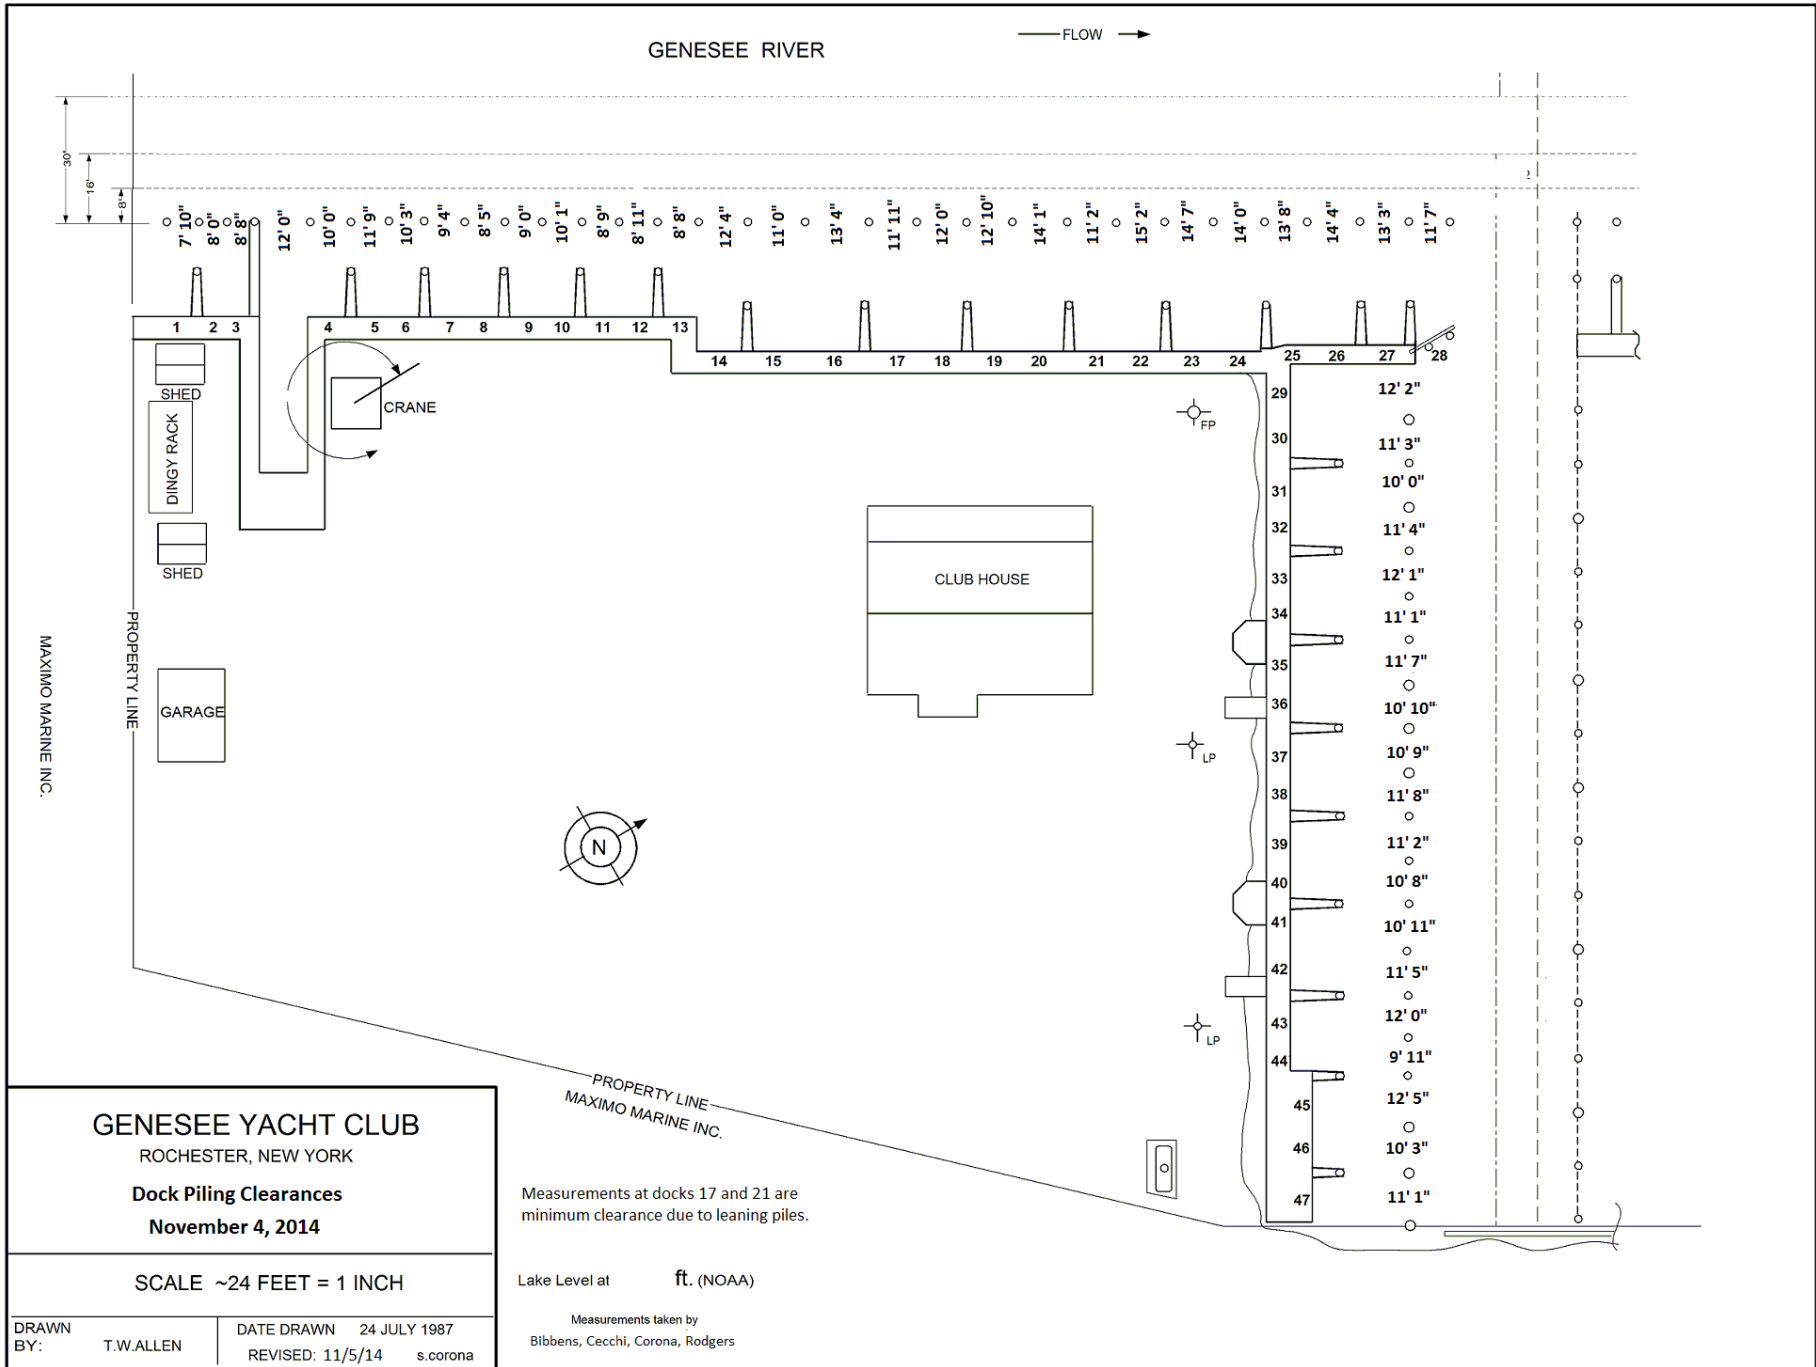 GENESEE RIVER
FLOW
30'
16'
8'
7' 10"
8' 0"
8' 8"
12' 0"
10' 0"
11' 9"
10' 3"
9' 4"
8' 5"
9' 0"
10' 1"
8' 9"
8' 11"
8' 8"
12' 4"
11' 0"
13' 4"
11' 11"
12' 0"
12' 10"
14' 1"
11' 2"
15' 2"
14' 7"
14' 0"
13' 8"
14' 4"
13' 3"
11' 7"
1 2 3 4 5 6 7 8 9 10 11 12 13
14 15 16 17 18 19 20 21 22 23 24 25 26 27 28
SHED
CRANE
DINGY RACK
SHED
PROPERTY LINE
MAXIMO MARINE INC.
GARAGE
CLUB HOUSE
FP
LP
LP
N
29
12' 2"
30
11' 3"
31
10' 0"
32
11' 4"
33
12' 1"
34
11' 1"
35
11' 7"
36
10' 10"
37
10' 9"
38
11' 8"
39
11' 2"
40
10' 8"
41
10' 11"
42
11' 5"
43
12' 0"
44
9' 11"
45
12' 5"
46
10' 3"
47
11' 1"
PROPERTY LINE
MAXIMO MARINE INC.
GENESEE YACHT CLUB
ROCHESTER, NEW YORK
Dock Piling Clearances
November 4, 2014
SCALE ~24 FEET = 1 INCH
DRAWN BY: T.W.ALLEN
DATE DRAWN 24 JULY 1987
REVISED: 11/5/14 s.corona
Measurements at docks 17 and 21 are
minimum clearance due to leaning piles.
Lake Level at ft. (NOAA)
Measurements taken by
Bibbens, Cecchi, Corona, Rodgers